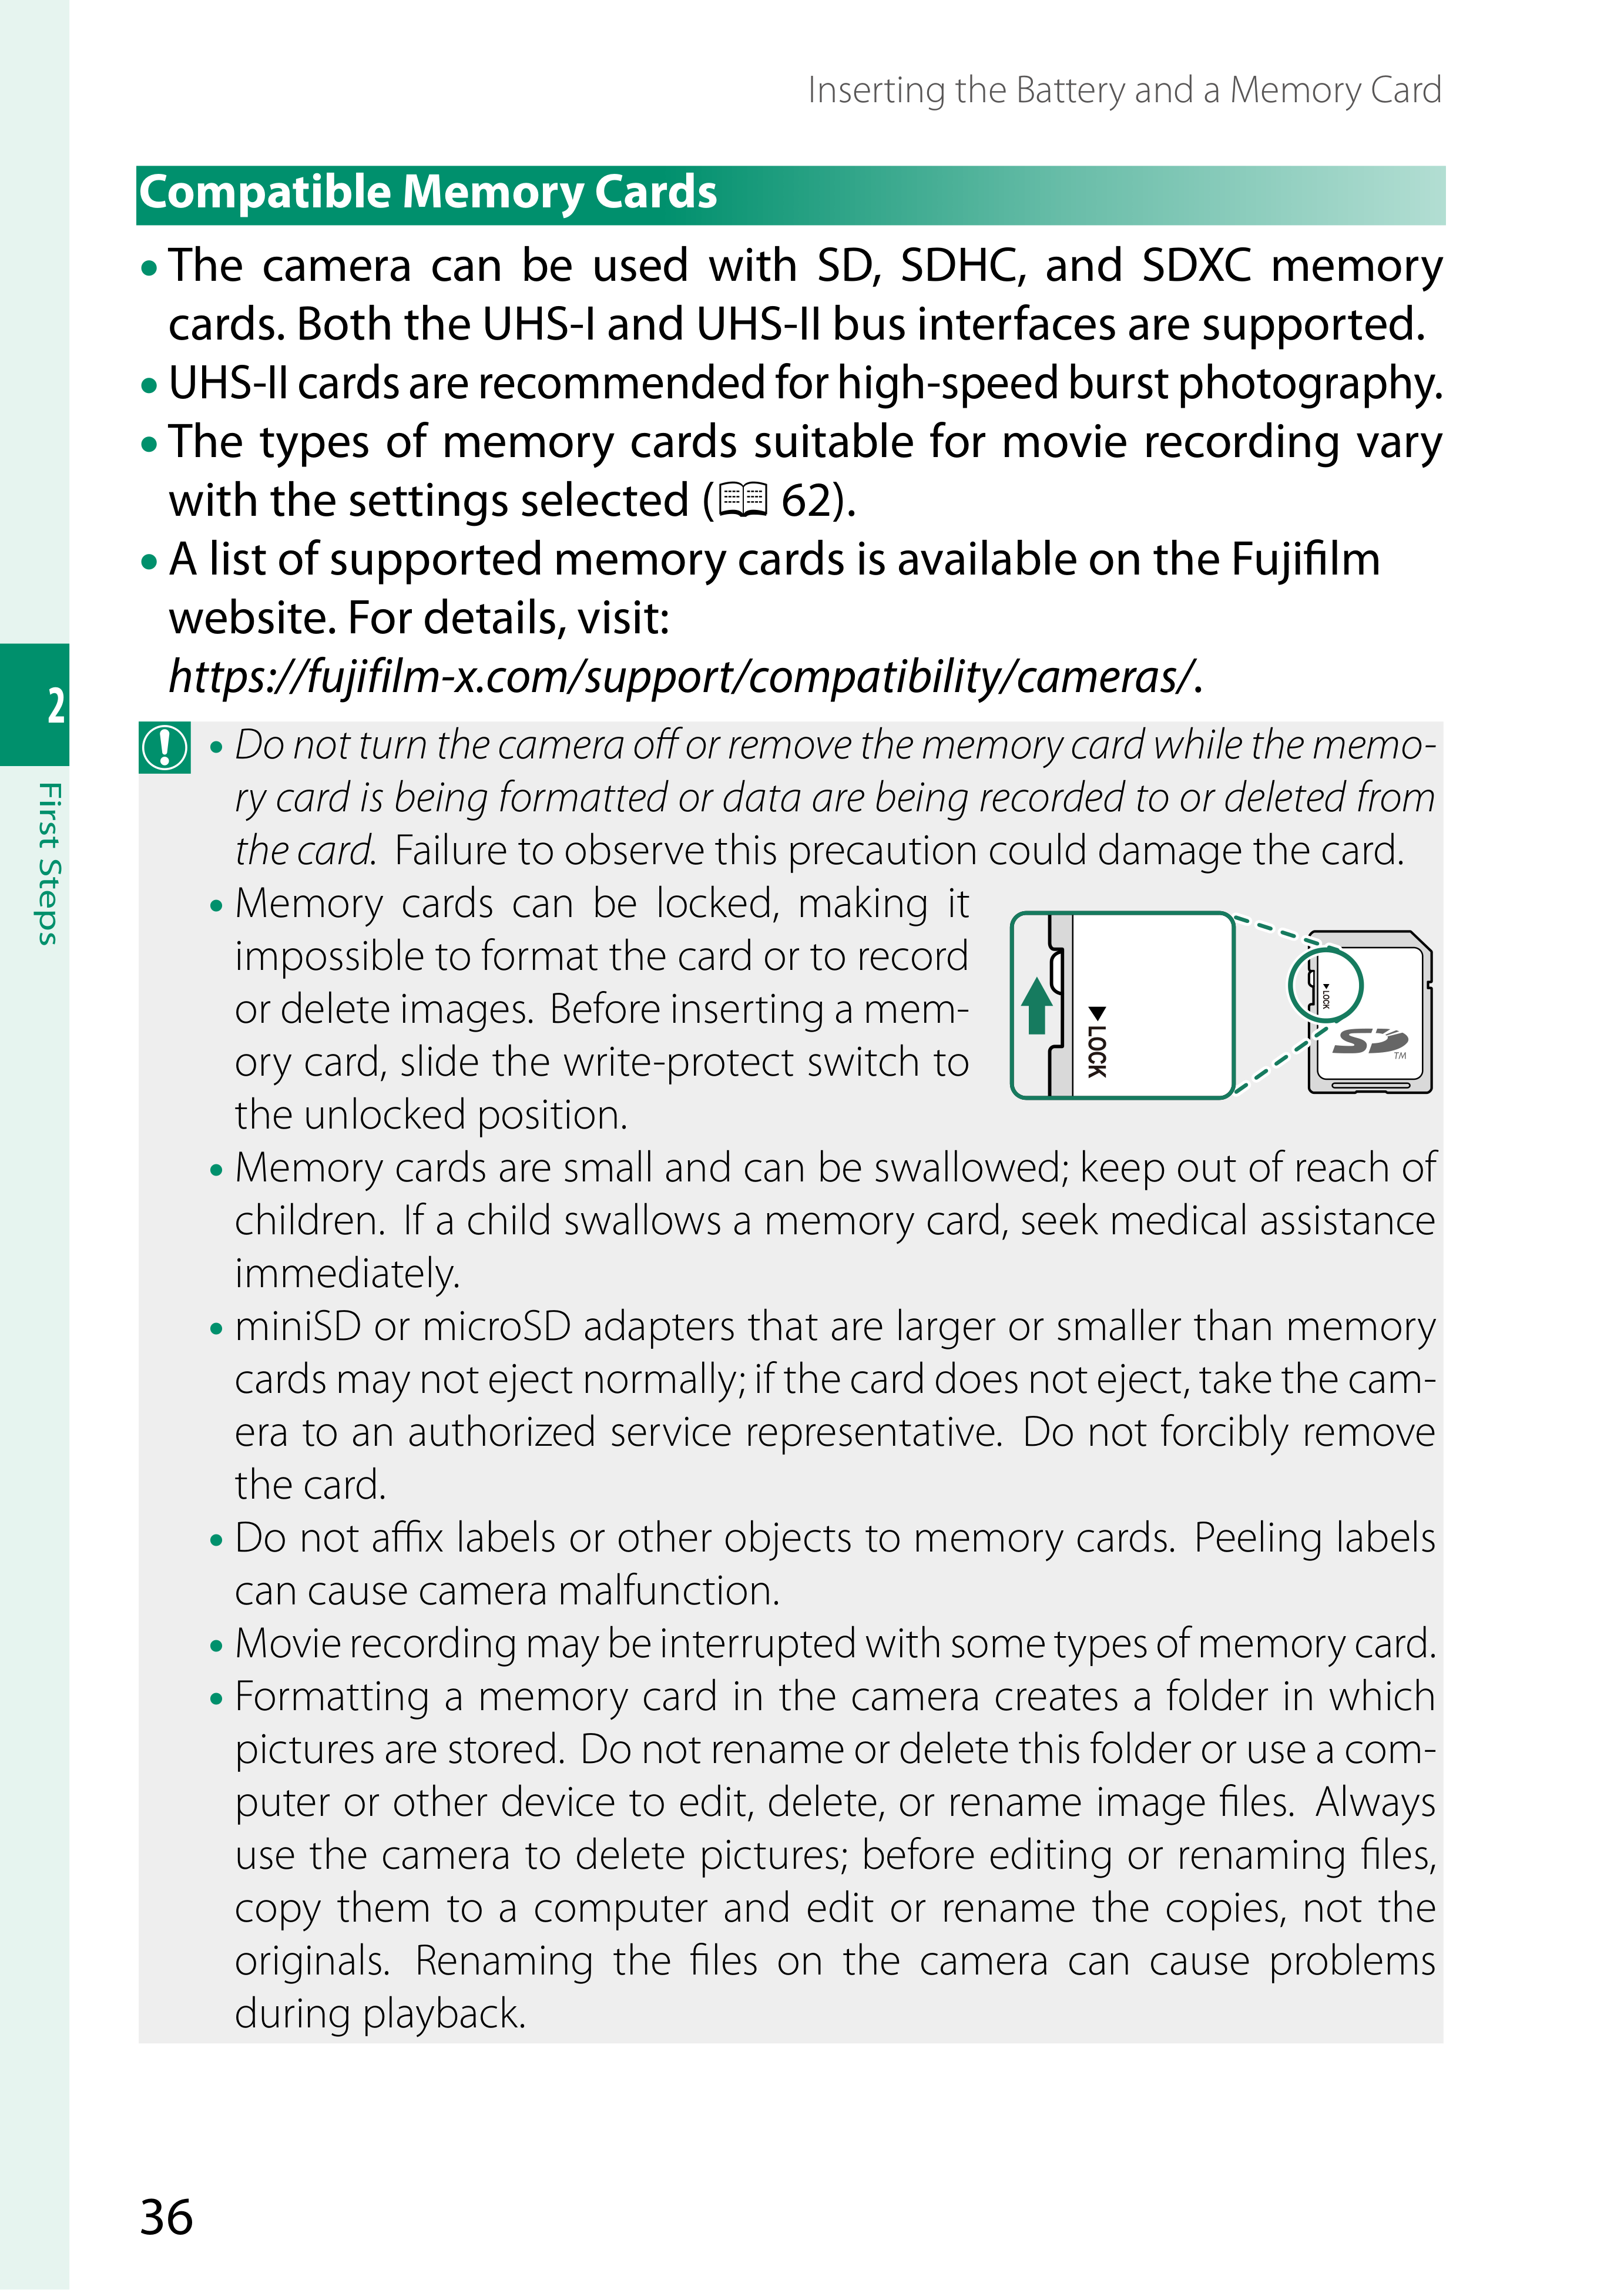 Inserting the Battery and a Memory Card
Compatible Memory Cards
• The camera can be used with SD, SDHC, and SDXC memory
cards. Both the UHS-I and UHS-II bus interfaces are supported.
• UHS-II cards are recommended for high-speed burst photography.
• The types of memory cards suitable for movie recording vary
with the settings selected (📖 62).
• A list of supported memory cards is available on the Fujifilm
website. For details, visit:
https://fujifilm-x.com/support/compatibility/cameras/.
2
First Steps
• Do not turn the camera off or remove the memory card while the memo-
ry card is being formatted or data are being recorded to or deleted from
the card. Failure to observe this precaution could damage the card.
• Memory cards can be locked, making it
impossible to format the card or to record
or delete images. Before inserting a mem-
ory card, slide the write-protect switch to
the unlocked position.
▼LOCK
▼LOCK
SD TM
• Memory cards are small and can be swallowed; keep out of reach of
children. If a child swallows a memory card, seek medical assistance
immediately.
• miniSD or microSD adapters that are larger or smaller than memory
cards may not eject normally; if the card does not eject, take the cam-
era to an authorized service representative. Do not forcibly remove
the card.
• Do not affix labels or other objects to memory cards. Peeling labels
can cause camera malfunction.
• Movie recording may be interrupted with some types of memory card.
• Formatting a memory card in the camera creates a folder in which
pictures are stored. Do not rename or delete this folder or use a com-
puter or other device to edit, delete, or rename image files. Always
use the camera to delete pictures; before editing or renaming files,
copy them to a computer and edit or rename the copies, not the
originals. Renaming the files on the camera can cause problems
during playback.
36